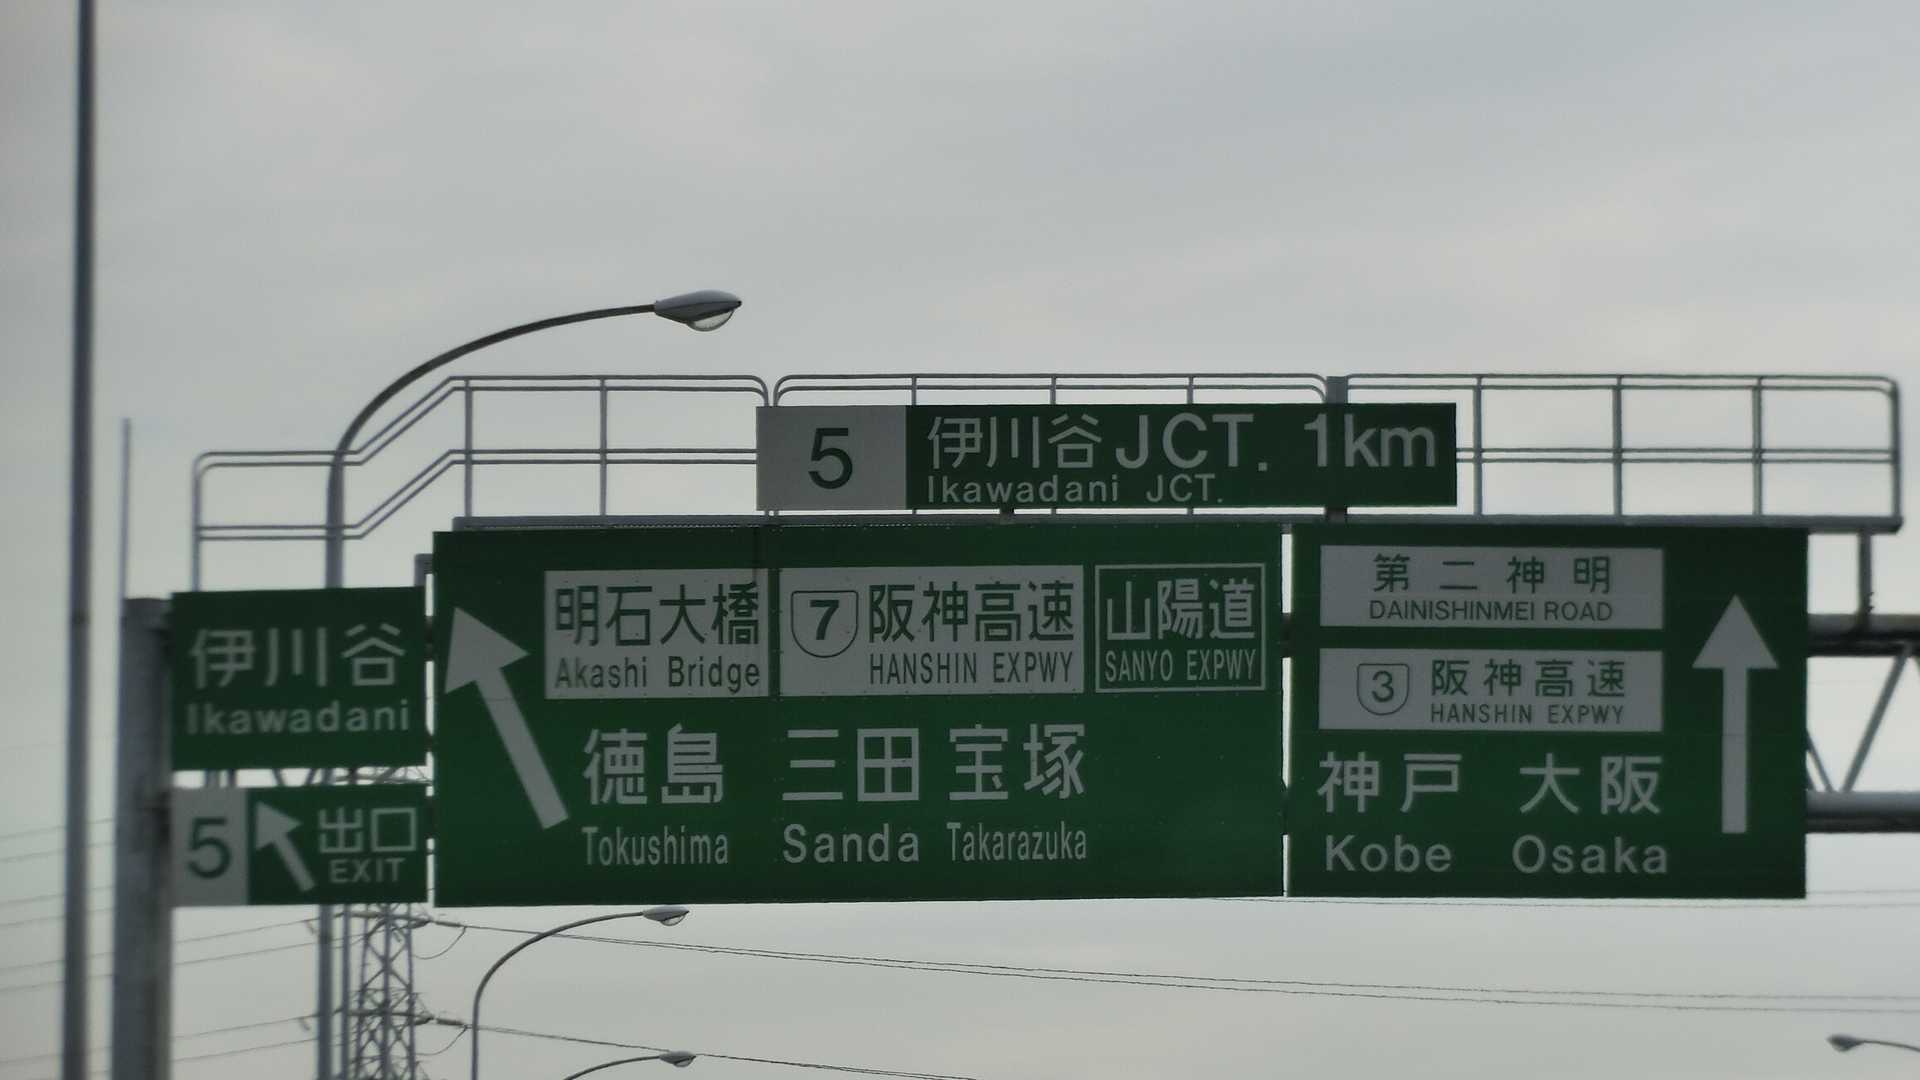 5 伊川谷 JCT. 1km
Ikawadani JCT.
伊川谷
Ikawadani
5 出口
EXIT
明石大橋
Akashi Bridge
7 阪神高速
HANSHIN EXPWY
山陽道
SANYO EXPWY
徳島 三田 宝塚
Tokushima Sanda Takarazuka
第二神明
DAINISHINMEI ROAD
3 阪神高速
HANSHIN EXPWY
神戸 大阪
Kobe Osaka